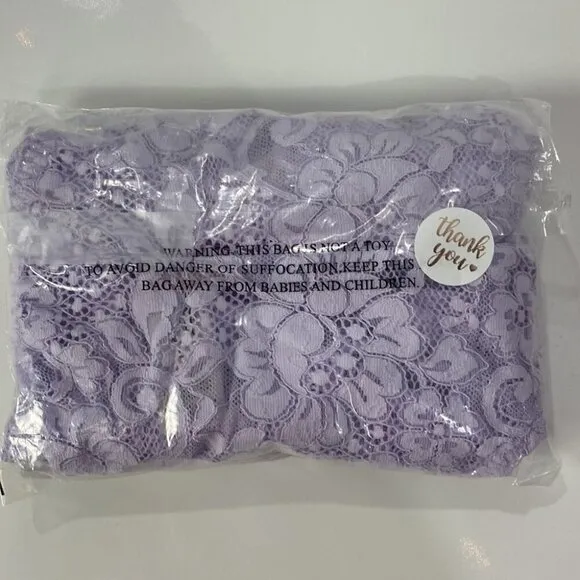 WARNING. THIS BAG IS NOT A TOY
TO AVOID DANGER OF SUFFOCATION,KEEP THIS
BAG AWAY FROM BABIES AND CHILDREN.
thank
you